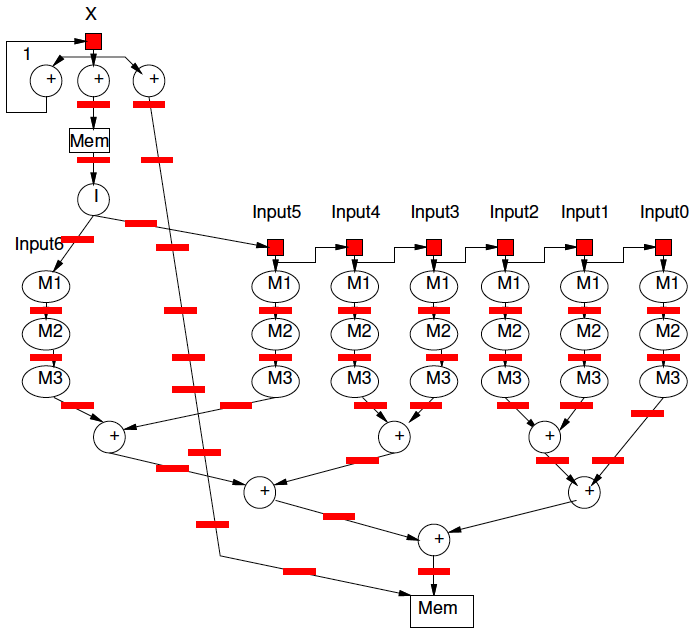 X
1
+ + +
Mem
I
Input5 Input4 Input3 Input2 Input1 Input0
Input6
M1 M1 M1 M1 M1 M1 M1
M2 M2 M2 M2 M2 M2 M2
M3 M3 M3 M3 M3 M3 M3
+ + +
+ +
+
Mem